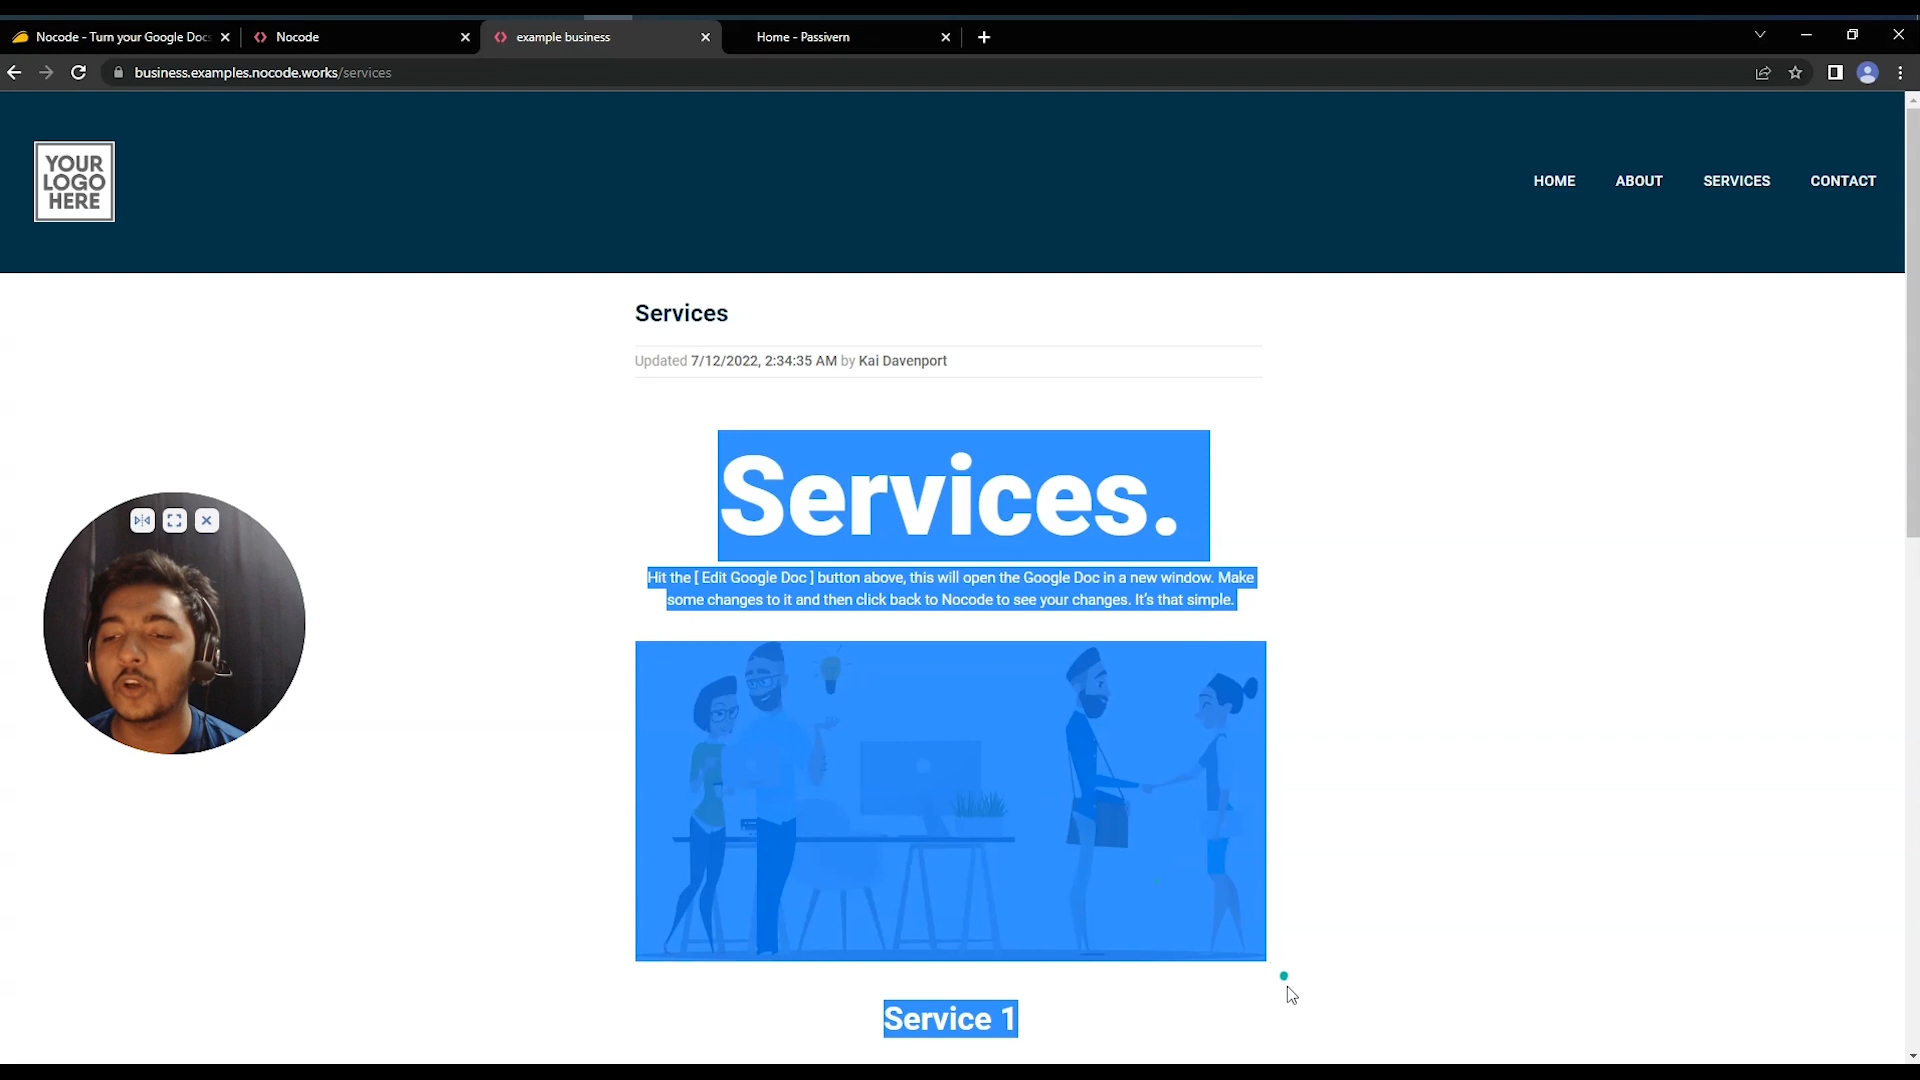 Nocode - Turn your Google Docs
Nocode
example business
Home - Passivern
business.examples.nocode.works/services
YOUR
LOGO
HERE
HOME
ABOUT
SERVICES
CONTACT
Services
Updated 7/12/2022, 2:34:35 AM by Kai Davenport
Services.
Hit the [ Edit Google Doc ] button above, this will open the Google Doc in a new window. Make
some changes to it and then click back to Nocode to see your changes. It's that simple.
Service 1